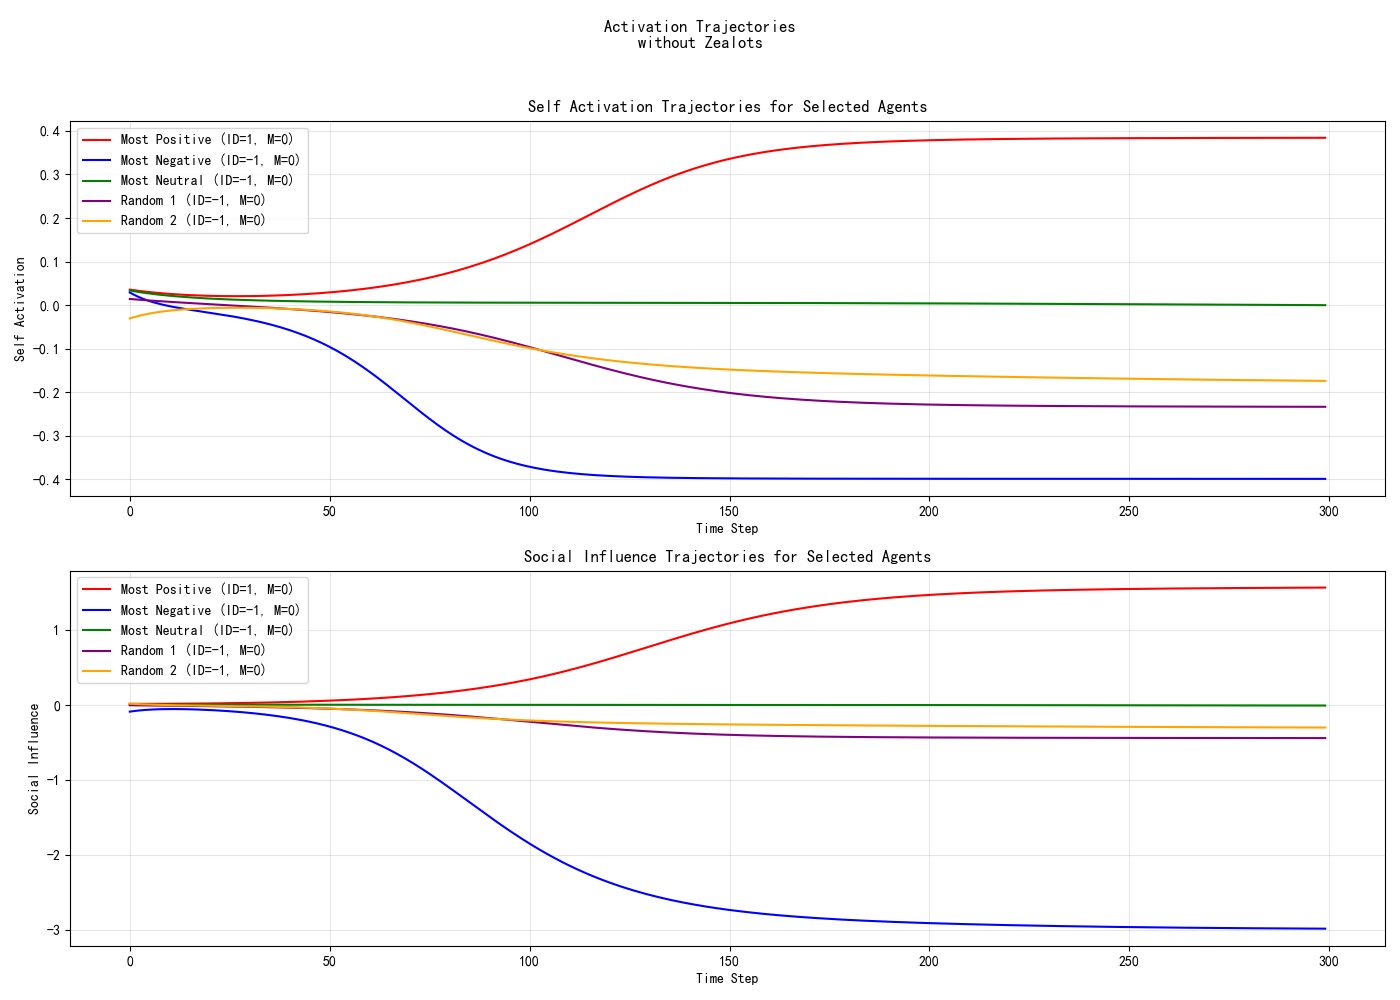 Activation Trajectories
without Zealots
Self Activation Trajectories for Selected Agents
Self Activation
0.4
0.3
0.2
0.1
0.0
−0.1
−0.2
−0.3
−0.4
Most Positive (ID=1, M=0)
Most Negative (ID=−1, M=0)
Most Neutral (ID=−1, M=0)
Random 1 (ID=−1, M=0)
Random 2 (ID=−1, M=0)
0 50 100 150 200 250 300
Time Step
Social Influence Trajectories for Selected Agents
Social Influence
1
0
−1
−2
−3
Most Positive (ID=1, M=0)
Most Negative (ID=−1, M=0)
Most Neutral (ID=−1, M=0)
Random 1 (ID=−1, M=0)
Random 2 (ID=−1, M=0)
0 50 100 150 200 250 300
Time Step